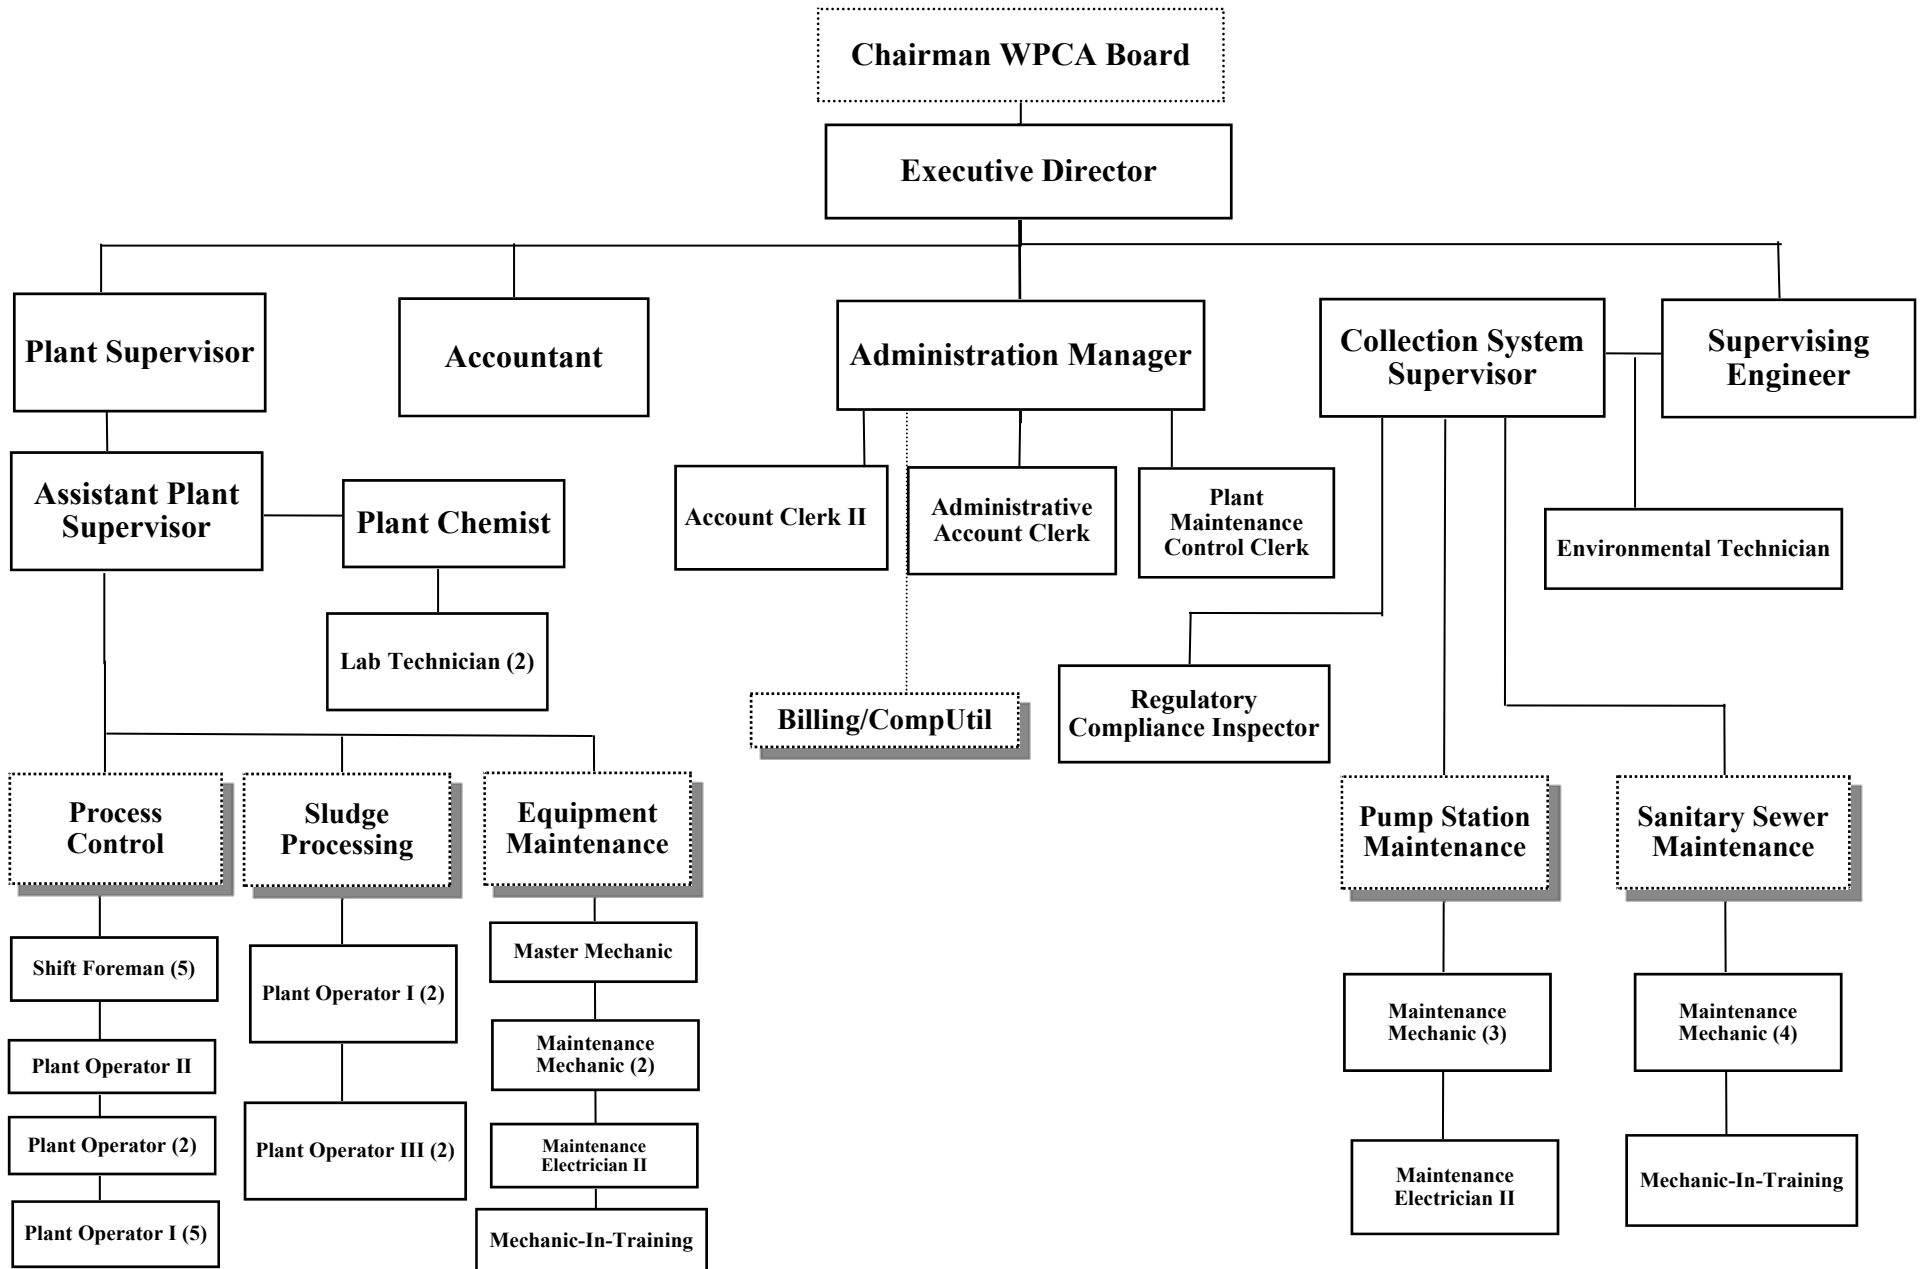 Chairman WPCA Board
Executive Director
Plant Supervisor
Accountant
Administration Manager
Collection System
Supervisor
Supervising
Engineer
Assistant Plant
Supervisor
Plant Chemist
Account Clerk II
Administrative
Account Clerk
Plant
Maintenance
Control Clerk
Environmental Technician
Lab Technician (2)
Billing/CompUtil
Regulatory
Compliance Inspector
Process
Control
Sludge
Processing
Equipment
Maintenance
Pump Station
Maintenance
Sanitary Sewer
Maintenance
Shift Foreman (5)
Plant Operator II
Plant Operator (2)
Plant Operator I (5)
Plant Operator I (2)
Plant Operator III (2)
Master Mechanic
Maintenance
Mechanic (2)
Maintenance
Electrician II
Mechanic-In-Training
Maintenance
Mechanic (3)
Maintenance
Electrician II
Maintenance
Mechanic (4)
Mechanic-In-Training